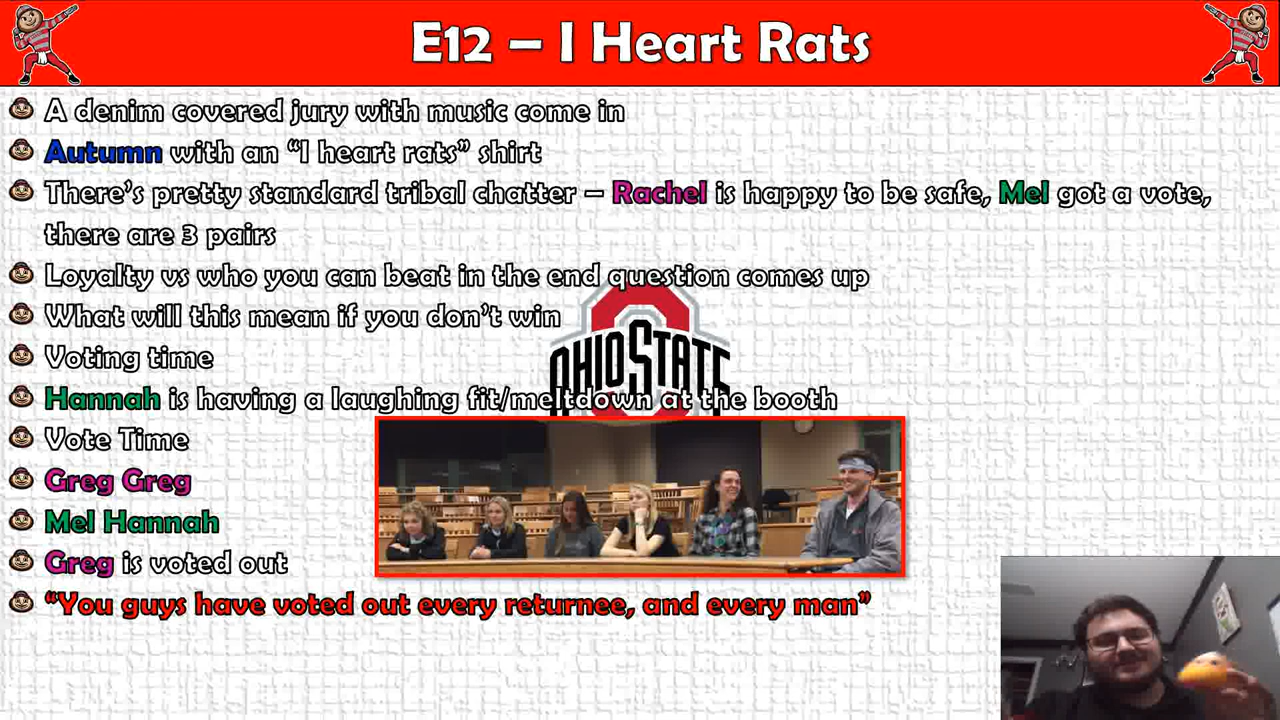 E12 – I Heart Rats
A denim covered jury with music come in
Autumn with an “I heart rats” shirt
There’s pretty standard tribal chatter – Rachel is happy to be safe, Mel got a vote,
there are 3 pairs
Loyalty vs who you can beat in the end question comes up
What will this mean if you don’t win
Voting time
OHIO STATE
Hannah is having a laughing fit/meltdown at the booth
Vote Time
Greg Greg
Mel Hannah
Greg is voted out
“You guys have voted out every returnee, and every man”